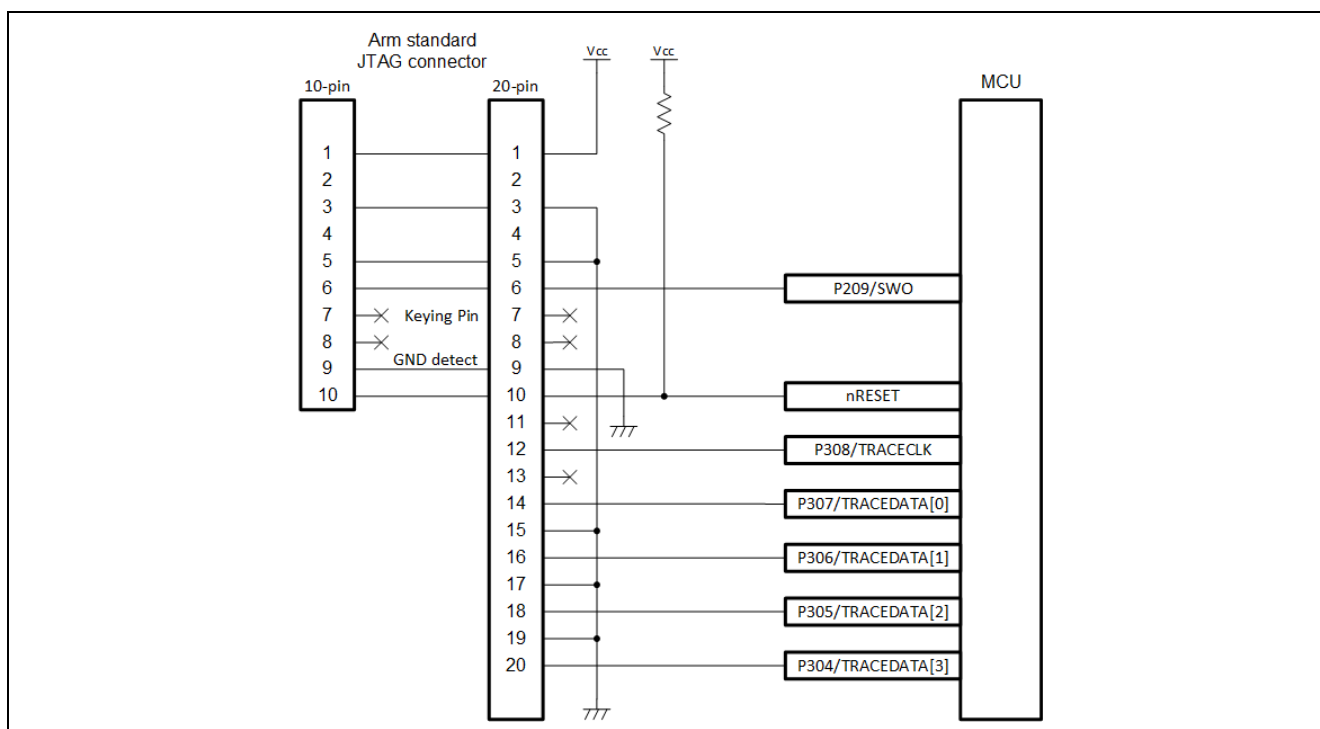 Arm standard
JTAG connector
Vcc
Vcc
10-pin
20-pin
MCU
1
1
2
2
3
3
4
4
5
5
6
6
P209/SWO
7
Keying Pin
7
8
8
GND detect
9
9
10
10
nRESET
11
12
P308/TRACECLK
13
14
P307/TRACEDATA[0]
15
16
P306/TRACEDATA[1]
17
18
P305/TRACEDATA[2]
19
20
P304/TRACEDATA[3]